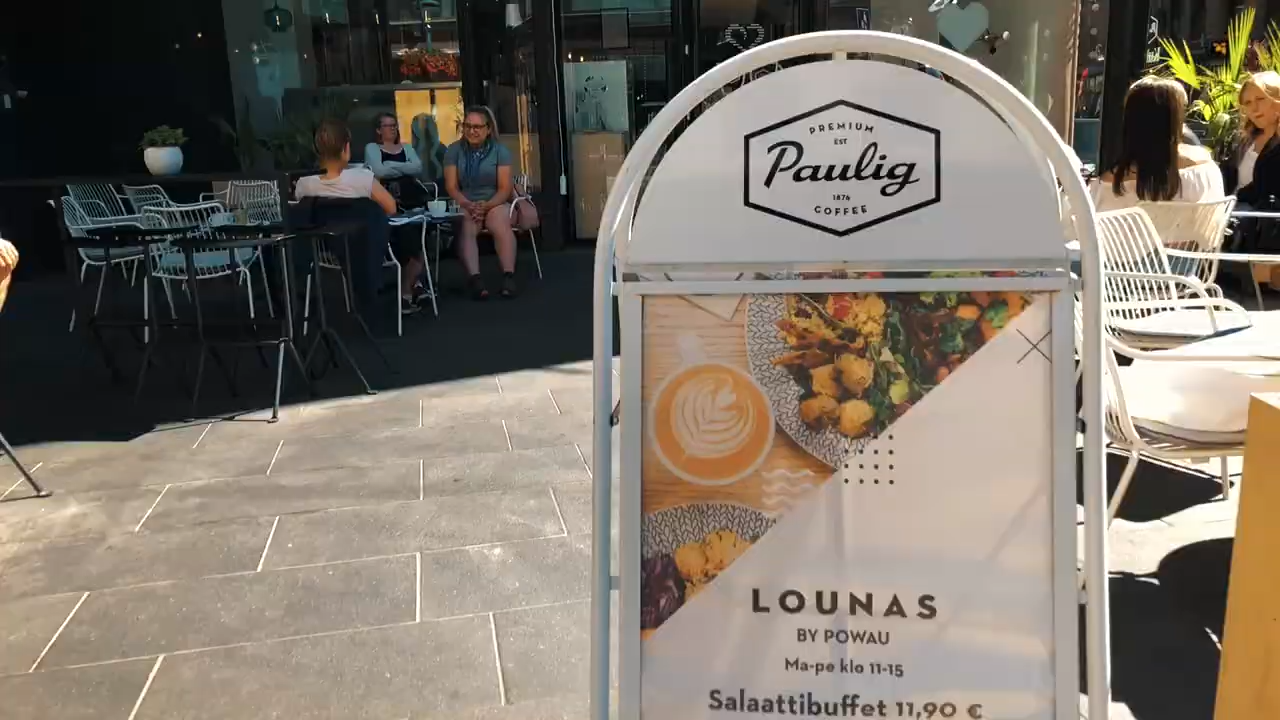 PREMIUM
EST
Paulig
1876
COFFEE
LOUNAS
BY POWAU
Ma-pe klo 11-15
Salaattibuffet 11,90 €